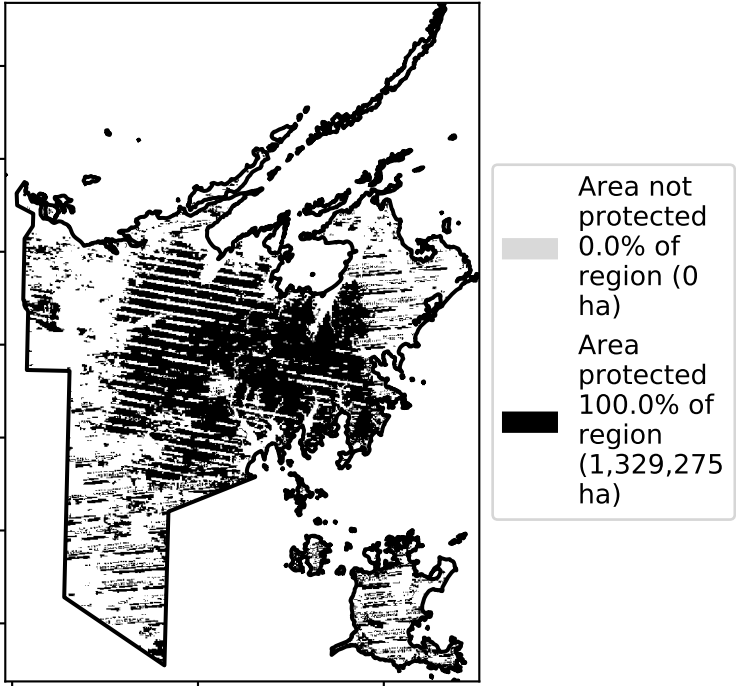 Area not
protected
0.0% of
region (0
ha)
Area
protected
100.0% of
region
(1,329,275
ha)